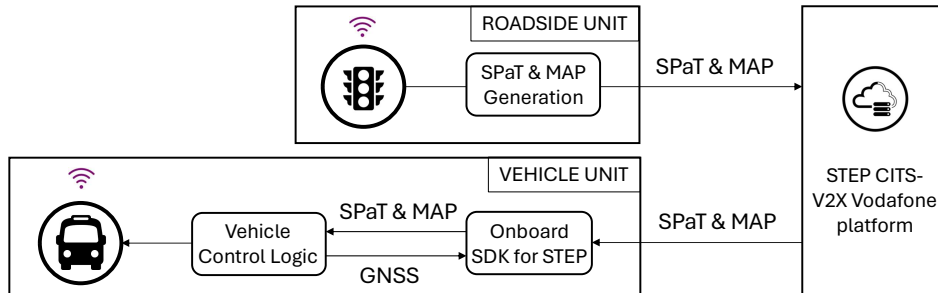 ROADSIDE UNIT
SPaT & MAP
Generation
SPaT & MAP
STEP CITS-
V2X Vodafone
platform
VEHICLE UNIT
Vehicle
Control Logic
SPaT & MAP
GNSS
Onboard
SDK for STEP
SPaT & MAP